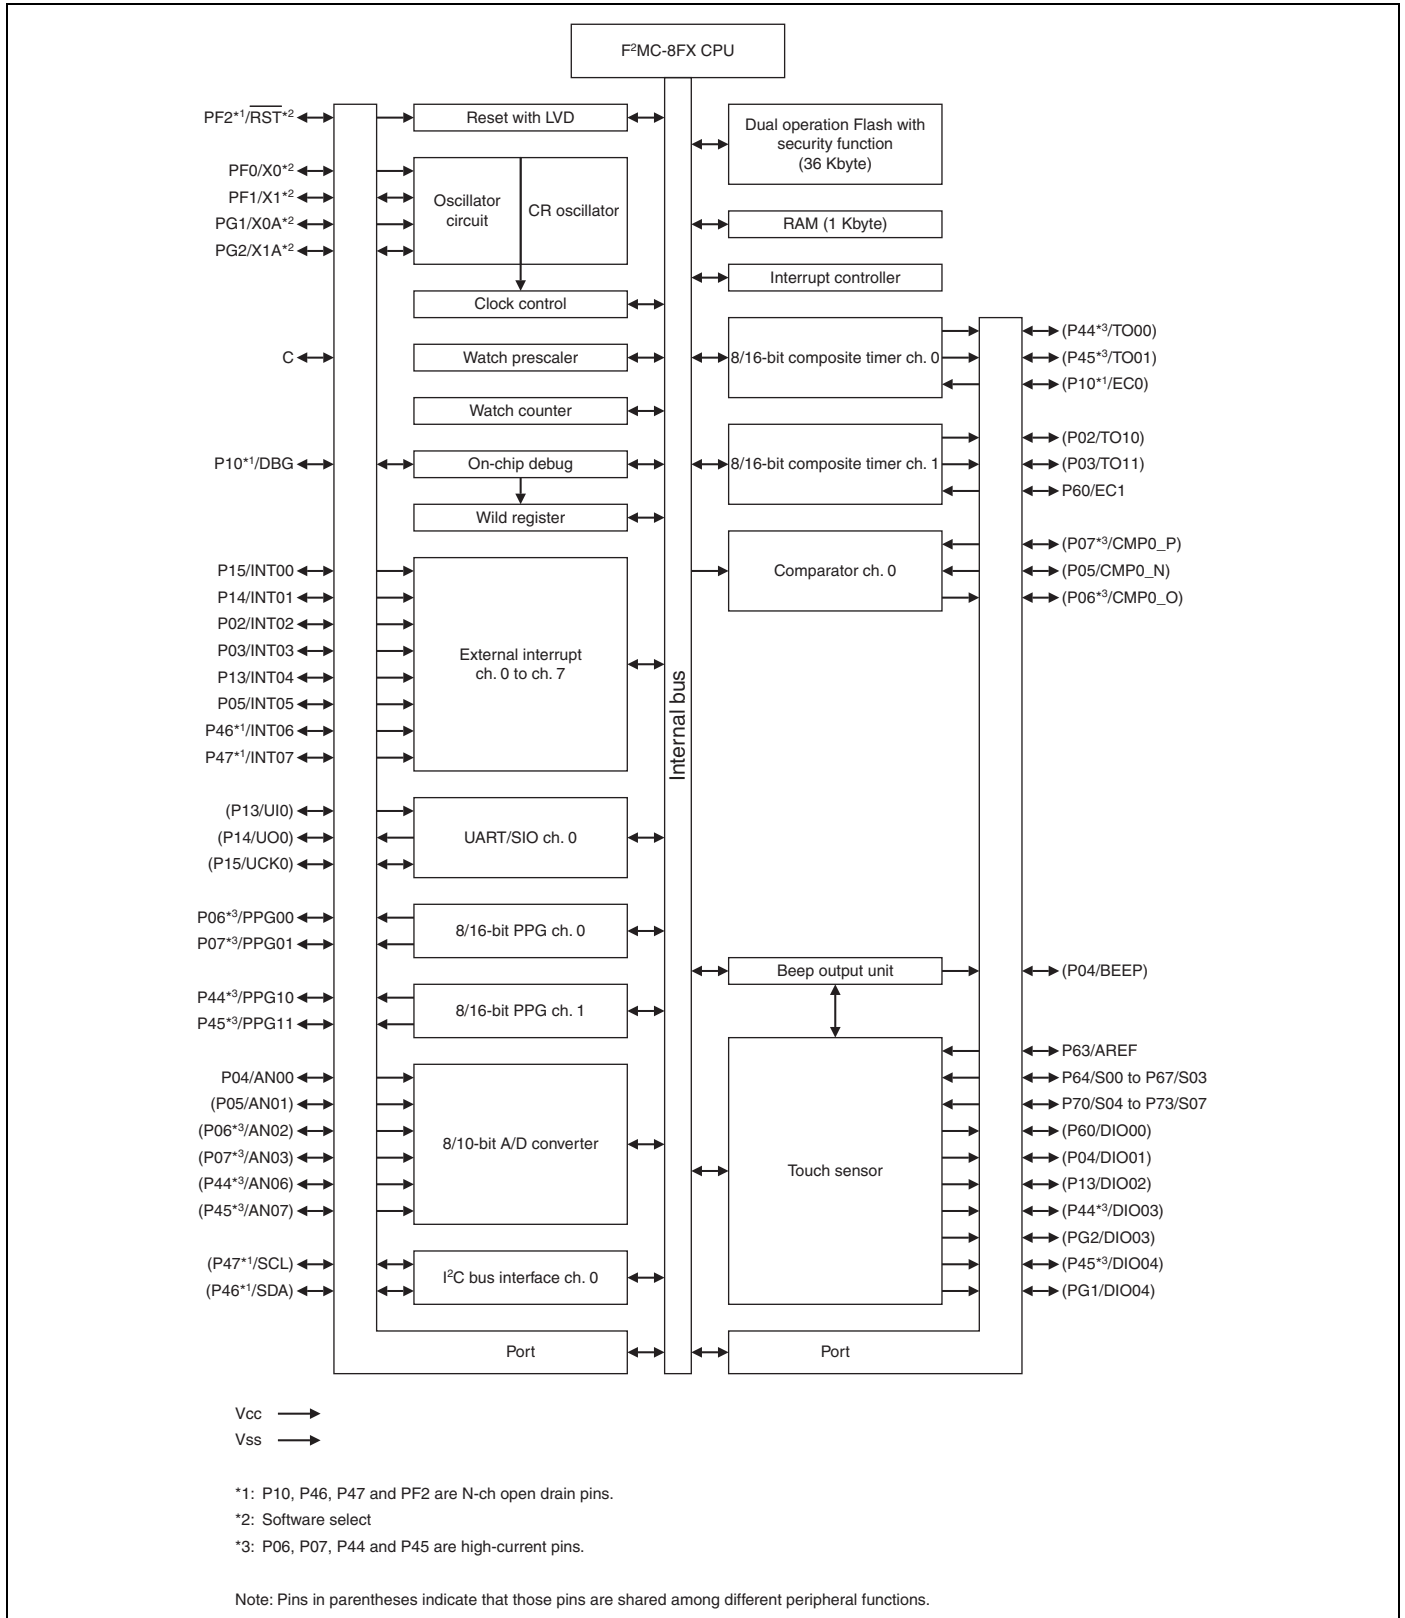 F²MC-8FX CPU
PF2*1/RST*2
Reset with LVD
Dual operation Flash with
security function
(36 Kbyte)
PF0/X0*2
PF1/X1*2
PG1/X0A*2
PG2/X1A*2
Oscillator
circuit
CR oscillator
RAM (1 Kbyte)
Interrupt controller
Clock control
C
Watch prescaler
Watch counter
P10*1/DBG
On-chip debug
Wild register
8/16-bit composite timer ch. 0
(P44*3/TO00)
(P45*3/TO01)
(P10*1/EC0)
8/16-bit composite timer ch. 1
(P02/TO10)
(P03/TO11)
P60/EC1
Comparator ch. 0
(P07*3/CMP0_P)
(P05/CMP0_N)
(P06*3/CMP0_O)
P15/INT00
P14/INT01
P02/INT02
P03/INT03
P13/INT04
P05/INT05
P46*1/INT06
P47*1/INT07
External interrupt
ch. 0 to ch. 7
Internal bus
(P13/UI0)
(P14/UO0)
(P15/UCK0)
UART/SIO ch. 0
P06*3/PPG00
P07*3/PPG01
8/16-bit PPG ch. 0
P44*3/PPG10
P45*3/PPG11
8/16-bit PPG ch. 1
Beep output unit
(P04/BEEP)
P04/AN00
(P05/AN01)
(P06*3/AN02)
(P07*3/AN03)
(P44*3/AN06)
(P45*3/AN07)
8/10-bit A/D converter
Touch sensor
P63/AREF
P64/S00 to P67/S03
P70/S04 to P73/S07
(P60/DIO00)
(P04/DIO01)
(P13/DIO02)
(P44*3/DIO03)
(PG2/DIO03)
(P45*3/DIO04)
(PG1/DIO04)
(P47*1/SCL)
(P46*1/SDA)
I²C bus interface ch. 0
Port
Port
Vcc
Vss
*1: P10, P46, P47 and PF2 are N-ch open drain pins.
*2: Software select
*3: P06, P07, P44 and P45 are high-current pins.
Note: Pins in parentheses indicate that those pins are shared among different peripheral functions.